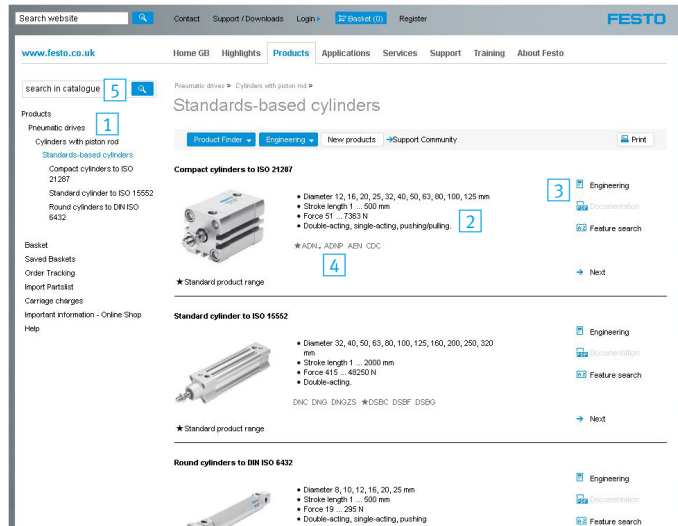 Search website
Contact Support / Downloads Login Basket (0) Register
FESTO
www.festo.co.uk
Home GB Highlights Products Applications Services Support Training About Festo
search in catalogue 5
Products
1
Pneumatic drives
Cylinders with piston rod
Standards-based cylinders
Compact cylinders to ISO
21287
Standard cylinder to ISO 15552
Round cylinders to DIN ISO
6432
Basket
Saved Baskets
Order Tracking
Import Partslist
Carriage charges
Important information - Online Shop
Help
Pneumatic drives > Cylinders with piston rod >
Standards-based cylinders
Product Finder Engineering New products →Support Community Print
Compact cylinders to ISO 21287
• Diameter 12, 16, 20, 25, 32, 40, 50, 63, 80, 100, 125 mm
• Stroke length 1 ... 500 mm
• Force 51 ... 7363 N
• Double-acting, single-acting, pushing/pulling.
2
★ADN, ADNP AEN CDC
4
★Standard product range
3
Engineering
Documentation
Feature search
→ Next
Standard cylinder to ISO 15552
• Diameter 32, 40, 50, 63, 80, 100, 125, 160, 200, 250, 320
mm
• Stroke length 1 ... 2000 mm
• Force 415 ... 48250 N
• Double-acting.
DNC DNG DNGZS ★DSBC DSBF DSBG
★Standard product range
Engineering
Documentation
Feature search
→ Next
Round cylinders to DIN ISO 6432
• Diameter 8, 10, 12, 16, 20, 25 mm
• Stroke length 1 ... 500 mm
• Force 19 ... 295 N
• Double-acting, single-acting, pushing
Engineering
Documentation
Feature search